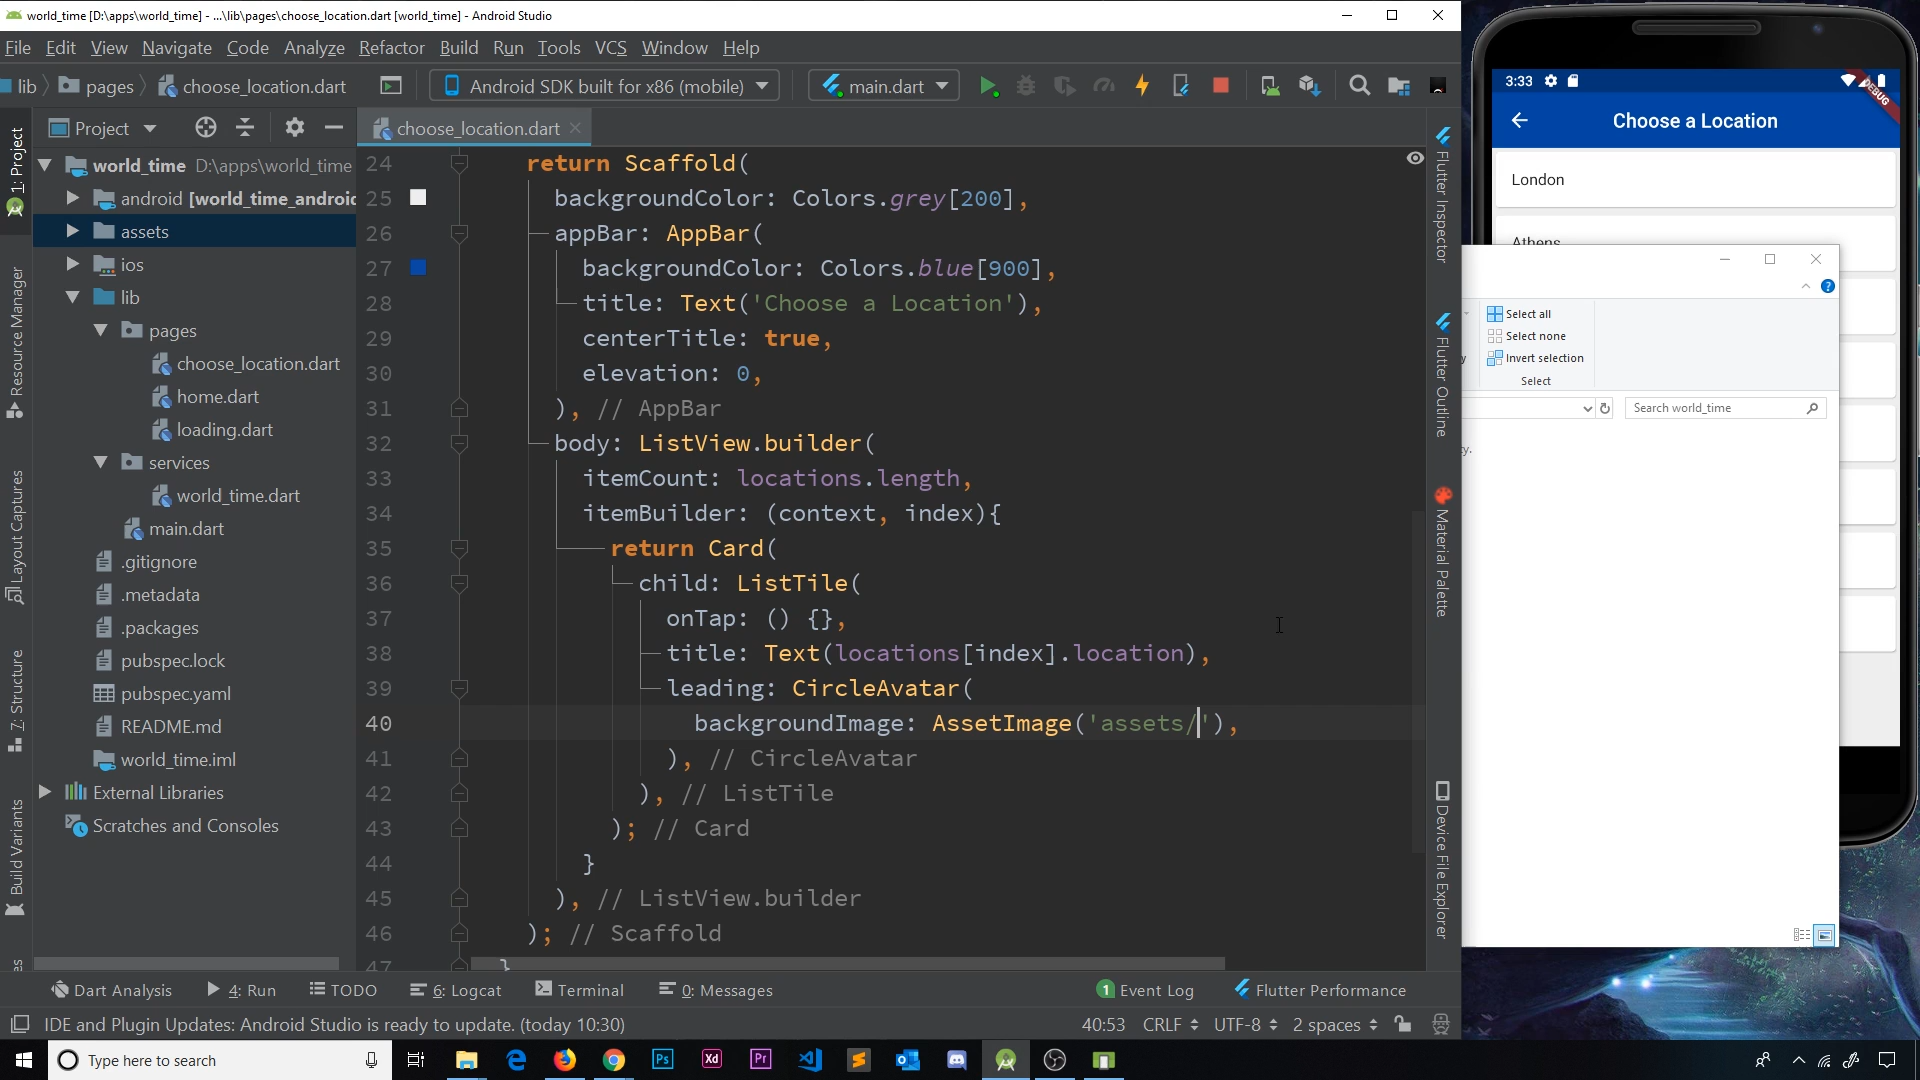 world_time [D:\apps\world_time] - ...\lib\pages\choose_location.dart [world_time] - Android Studio
File Edit View Navigate Code Analyze Refactor Build Run Tools VCS Window Help
lib pages choose_location.dart Android SDK built for x86 (mobile) main.dart
Project choose_location.dart
1: Project
Resource Manager
Layout Captures
Z: Structure
Build Variants
world_time D:\apps\world_time
android [world_time_androic
assets
ios
lib
pages
choose_location.dart
home.dart
loading.dart
services
world_time.dart
main.dart
.gitignore
.metadata
.packages
pubspec.lock
pubspec.yaml
README.md
world_time.iml
External Libraries
Scratches and Consoles
24 return Scaffold(
25 backgroundColor: Colors.grey[200],
26 appBar: AppBar(
27 backgroundColor: Colors.blue[900],
28 title: Text('Choose a Location'),
29 centerTitle: true,
30 elevation: 0,
31 ), // AppBar
32 body: ListView.builder(
33 itemCount: locations.length,
34 itemBuilder: (context, index){
35 return Card(
36 child: ListTile(
37 onTap: () {},
38 title: Text(locations[index].location),
39 leading: CircleAvatar(
40 backgroundImage: AssetImage('assets/'),
41 ), // CircleAvatar
42 ), // ListTile
43 ); // Card
44 }
45 ), // ListView.builder
46 ); // Scaffold
47 }
Flutter Inspector
Flutter Outline
Material Palette
Device File Explorer
Dart Analysis 4: Run TODO 6: Logcat Terminal 0: Messages 1 Event Log Flutter Performance
IDE and Plugin Updates: Android Studio is ready to update. (today 10:30) 40:53 CRLF UTF-8 2 spaces
Type here to search
Ps Xd Pr
3:33
DEBUG
Choose a Location
London
Athens
?
Select all
Select none
Invert selection
Select
Search world_time
y.